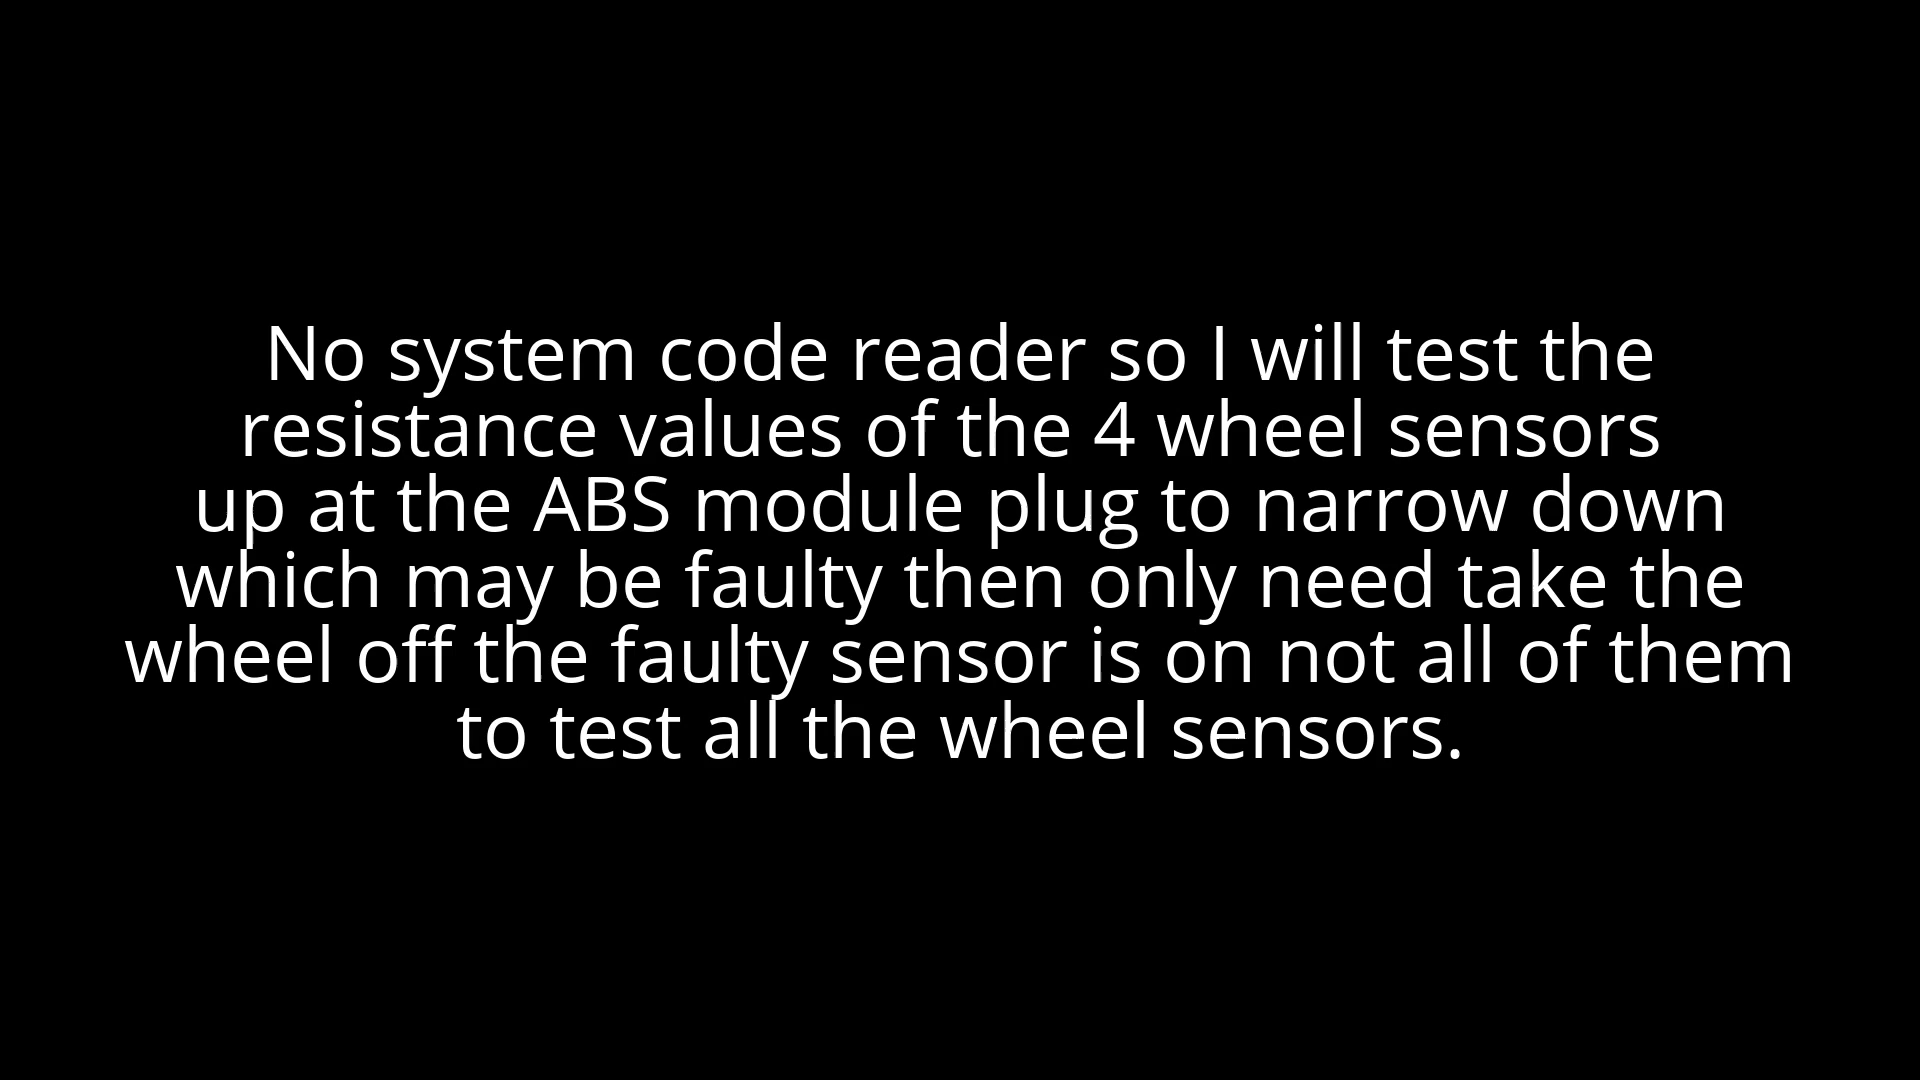 No system code reader so I will test the
resistance values of the 4 wheel sensors
up at the ABS module plug to narrow down
which may be faulty then only need take the
wheel off the faulty sensor is on not all of them
to test all the wheel sensors.